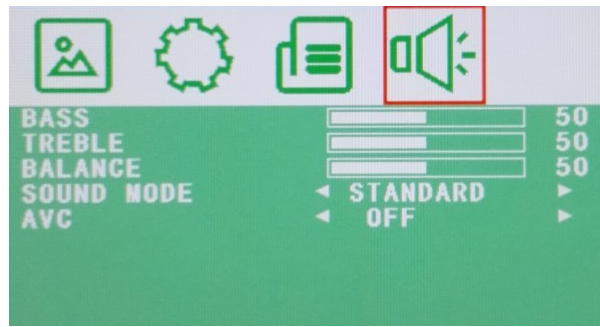 BASS 50
TREBLE 50
BALANCE 50
SOUND MODE ◄ STANDARD ►
AVC ◄ OFF ►